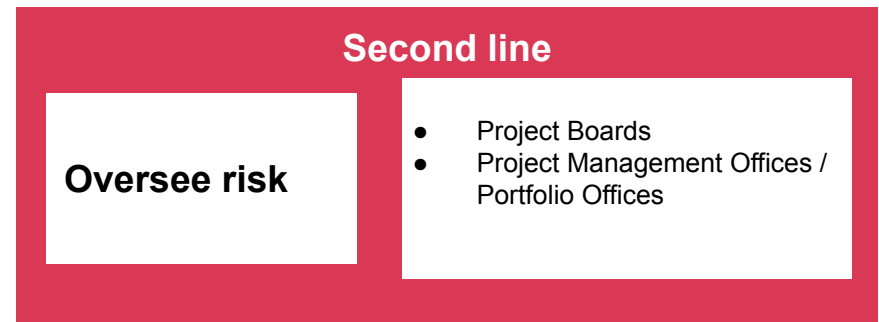 Second line
Oversee risk
● Project Boards
● Project Management Offices /
Portfolio Offices